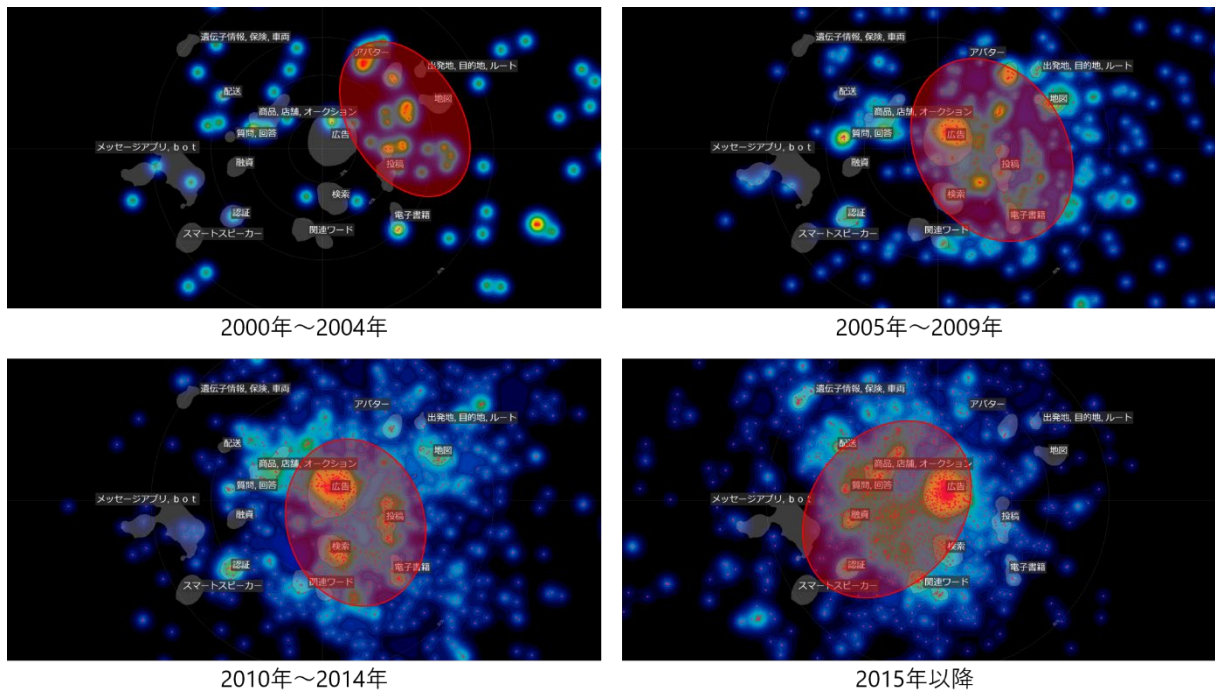 遺伝子情報, 保険, 車両
アバター
出発地, 目的地, ルート
配送
地図
商品, 店舗, オークション
質問, 回答
広告
メッセージアプリ, ｂｏｔ
融資
投稿
検索
認証
電子書籍
スマートスピーカー
関連ワード
2000年～2004年
遺伝子情報, 保険, 車両
アバター
出発地, 目的地, ルート
配送
地図
商品, 店舗, オークション
質問, 回答
広告
メッセージアプリ, ｂｏｔ
融資
投稿
検索
認証
電子書籍
スマートスピーカー
関連ワード
2005年～2009年
遺伝子情報, 保険, 車両
アバター
出発地, 目的地, ルート
配送
地図
商品, 店舗, オークション
質問, 回答
広告
メッセージアプリ, ｂｏｔ
融資
投稿
検索
認証
電子書籍
スマートスピーカー
関連ワード
2010年～2014年
遺伝子情報, 保険, 車両
アバター
出発地, 目的地, ルート
配送
地図
商品, 店舗, オークション
質問, 回答
広告
メッセージアプリ, ｂｏｔ
融資
投稿
検索
認証
電子書籍
スマートスピーカー
関連ワード
2015年以降